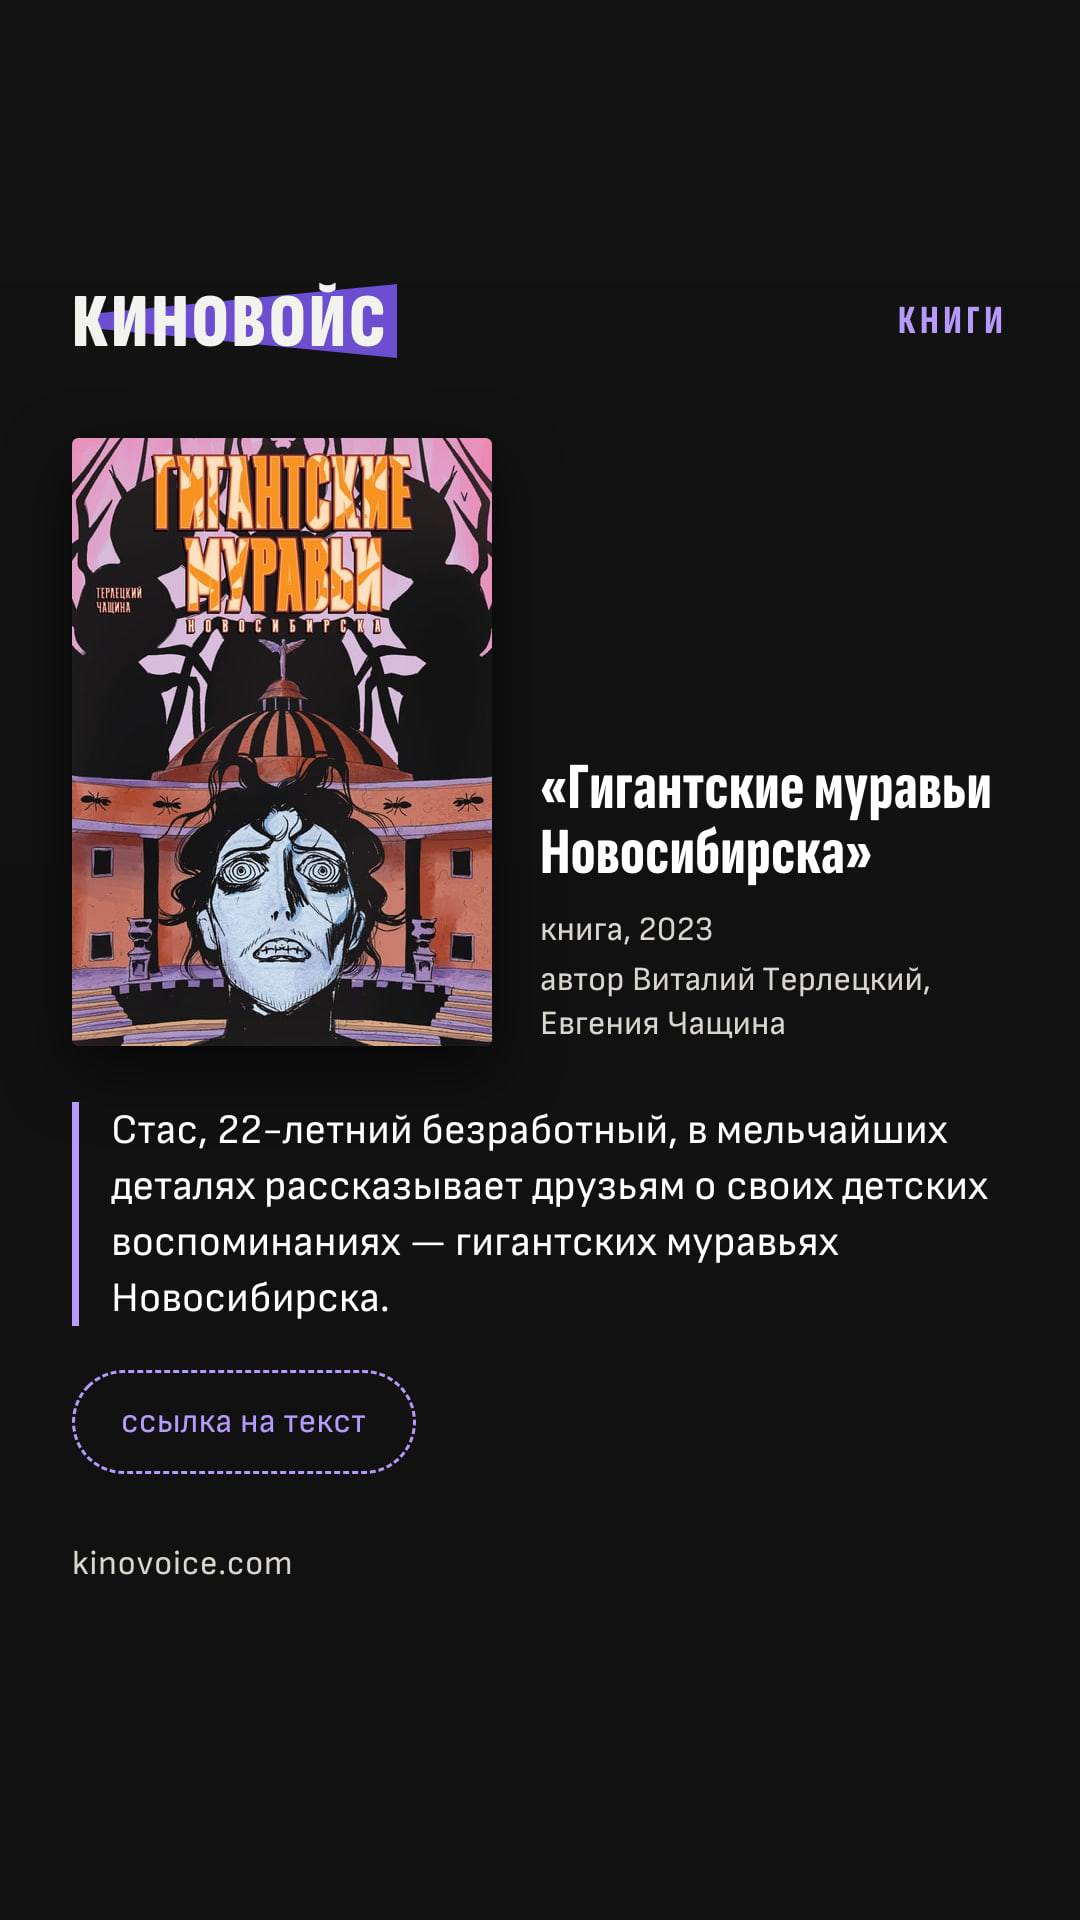 КИНОВОЙС
КНИГИ
ГИГАНТСКИЕ
МУРАВЬИ
НОВОСИБИРСКА
ТЕРЛЕЦКИЙ
ЧАЩИНА
«Гигантские муравьи
Новосибирска»
книга, 2023
автор Виталий Терлецкий,
Евгения Чащина
Стас, 22-летний безработный, в мельчайших
деталях рассказывает друзьям о своих детских
воспоминаниях — гигантских муравьях
Новосибирска.
ссылка на текст
kinovoice.com